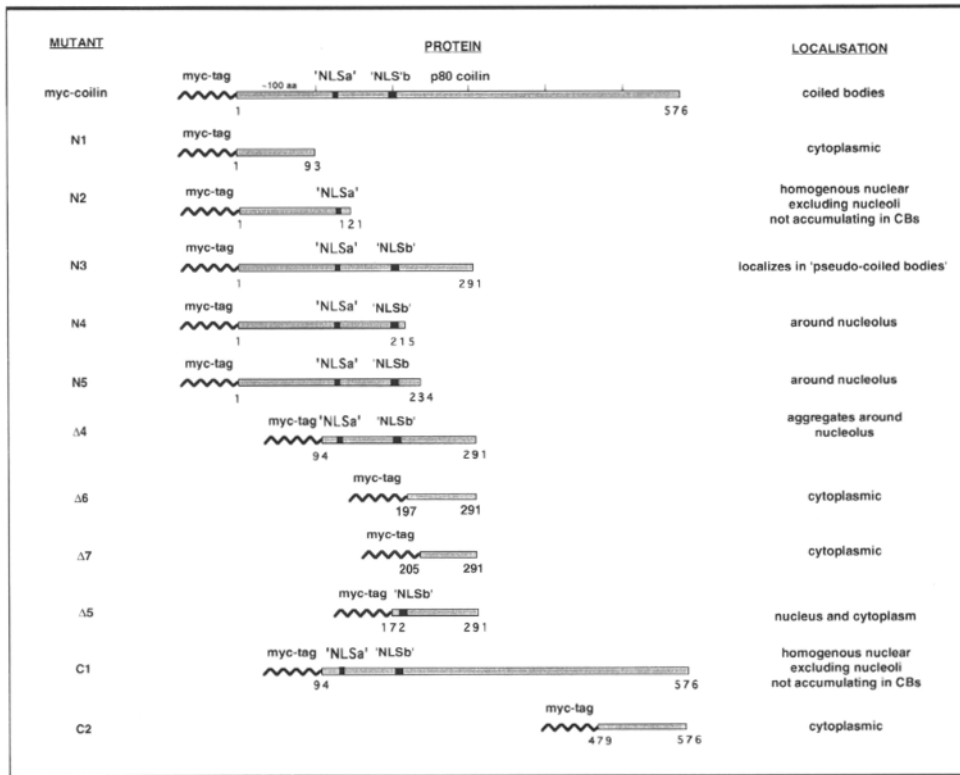 MUTANT PROTEIN LOCALISATION
myc-tag 'NLSa' 'NLS'b p80 coilin
~100 aa
myc-coilin coiled bodies
1 576
N1 myc-tag cytoplasmic
1 93
N2 myc-tag 'NLSa' homogenous nuclear
excluding nucleoli
not accumulating in CBs
1 121
N3 myc-tag 'NLSa' 'NLSb' localizes in 'pseudo-coiled bodies'
1 291
N4 myc-tag 'NLSa' 'NLSb' around nucleolus
1 215
N5 myc-tag 'NLSa' 'NLSb around nucleolus
1 234
Δ4 myc-tag 'NLSa' 'NLSb' aggregates around
nucleolus
94 291
Δ6 myc-tag cytoplasmic
197 291
Δ7 myc-tag cytoplasmic
205 291
Δ5 myc-tag 'NLSb' nucleus and cytoplasm
172 291
C1 myc-tag 'NLSa' 'NLSb' homogenous nuclear
excluding nucleoli
not accumulating in CBs
94 576
C2 myc-tag cytoplasmic
479 576